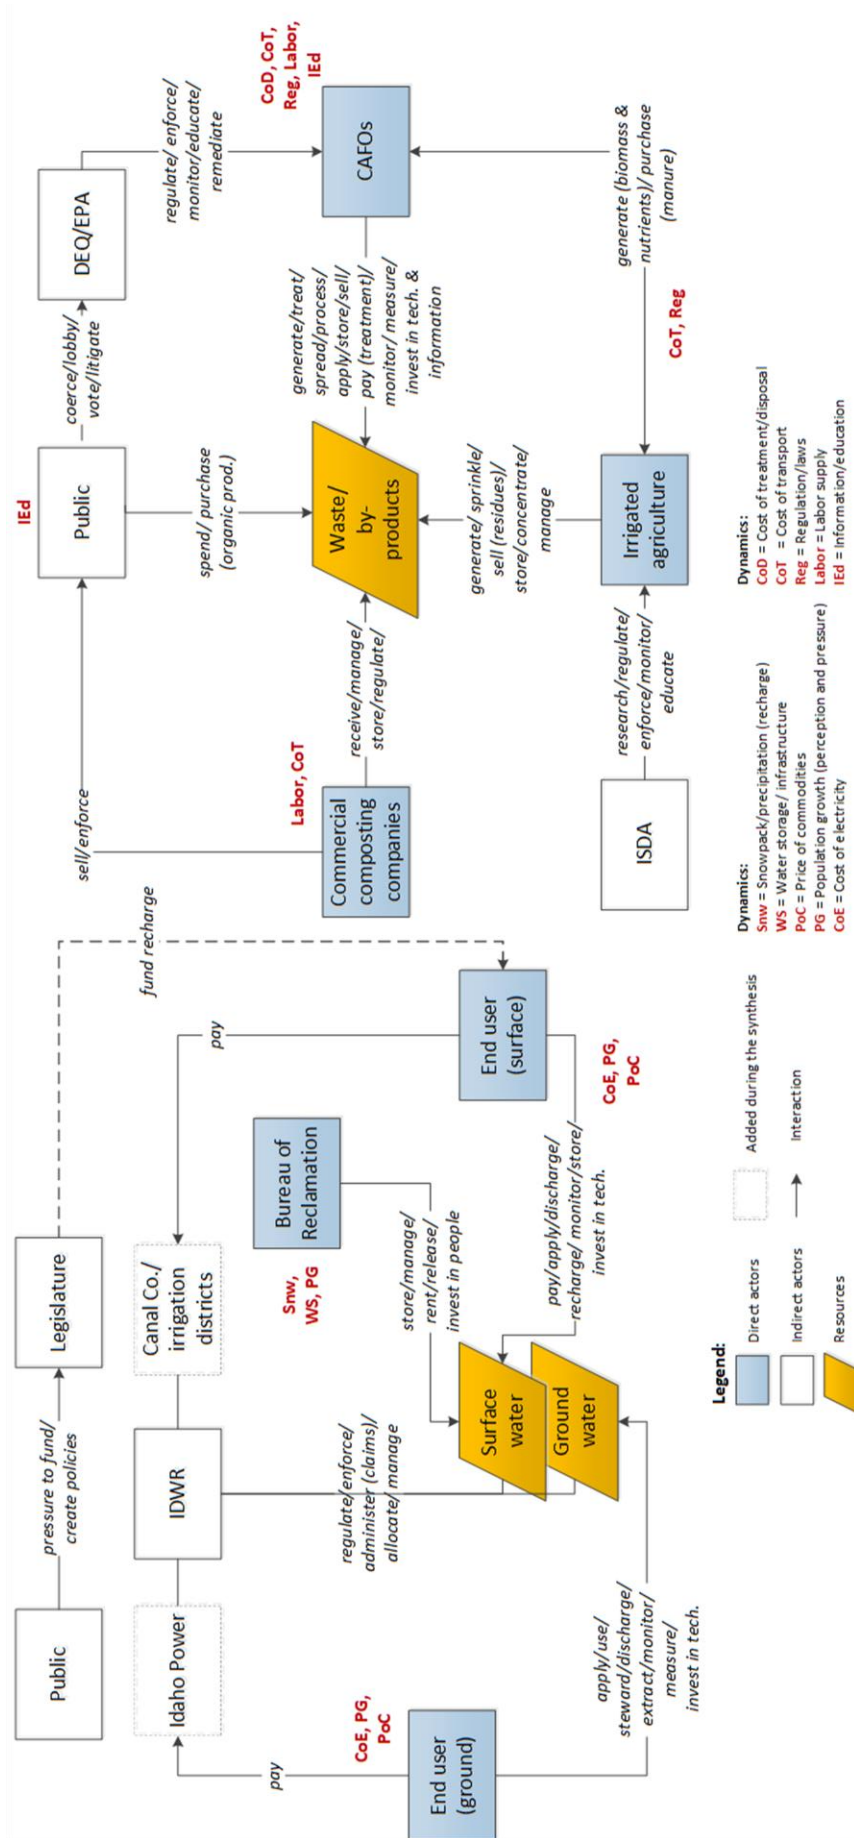 Public
pressure to fund/
create policies
Legislature
fund recharge
Idaho Power
IDWR
Canal Co./
irrigation
districts
pay
pay
Snw,
WS, PG
Bureau of
Reclamation
CoE, PG,
PoC
regulate/enforce/
administer (claims)/
allocate/ manage
store/manage/
rent/release/
invest in people
End user
(ground)
Surface
water
Ground
water
End user
(surface)
pay/apply/discharge/
recharge/ monitor/store/
invest in tech.
CoE, PG,
PoC
apply/use/
steward/discharge/
extract/monitor/
measure/
invest in tech.
sell/enforce
IEd
Public
coerce/lobby/
vote/litigate
DEQ/EPA
regulate/ enforce/
monitor/educate/
remediate
spend/ purchase
(organic prod.)
CoD, CoT,
Reg, Labor,
IEd
Labor, CoT
Commercial
composting
companies
receive/manage/
store/regulate/
Waste/
by-
products
generate/treat/
spread/process/
apply/store/sell/
pay (treatment)/
monitor/ measure/
invest in tech. &
information
CAFOs
generate/ sprinkle/
sell (residues)/
store/concentrate/
manage
ISDA
research/regulate/
enforce/monitor/
educate
Irrigated
agriculture
CoT, Reg
generate (biomass &
nutrients)/ purchase
(manure)
Legend:
Direct actors
Indirect actors
Resources
Added during the synthesis
Interaction
Dynamics:
Snw = Snowpack/precipitation (recharge)
WS = Water storage/ infrastructure
PoC = Price of commodities
PG = Population growth (perception and pressure)
CoE = Cost of electricity
Dynamics:
CoD = Cost of treatment/disposal
CoT = Cost of transport
Reg = Regulation/laws
Labor = Labor supply
IEd = Information/education